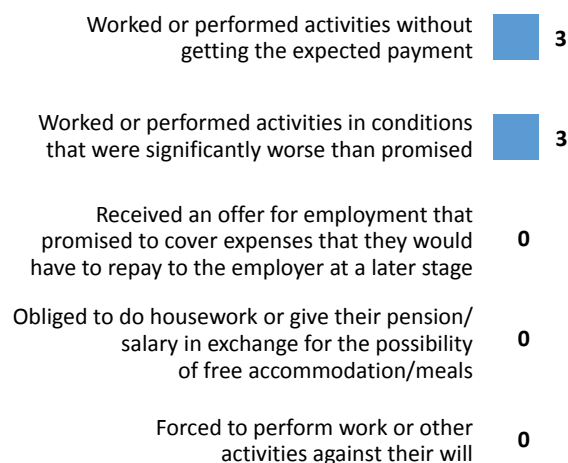 Worked or performed activities without
getting the expected payment
3
Worked or performed activities in conditions
that were significantly worse than promised
3
Received an offer for employment that
promised to cover expenses that they would
have to repay to the employer at a later stage
0
Obliged to do housework or give their pension/
salary in exchange for the possibility
of free accommodation/meals
0
Forced to perform work or other
activities against their will
0